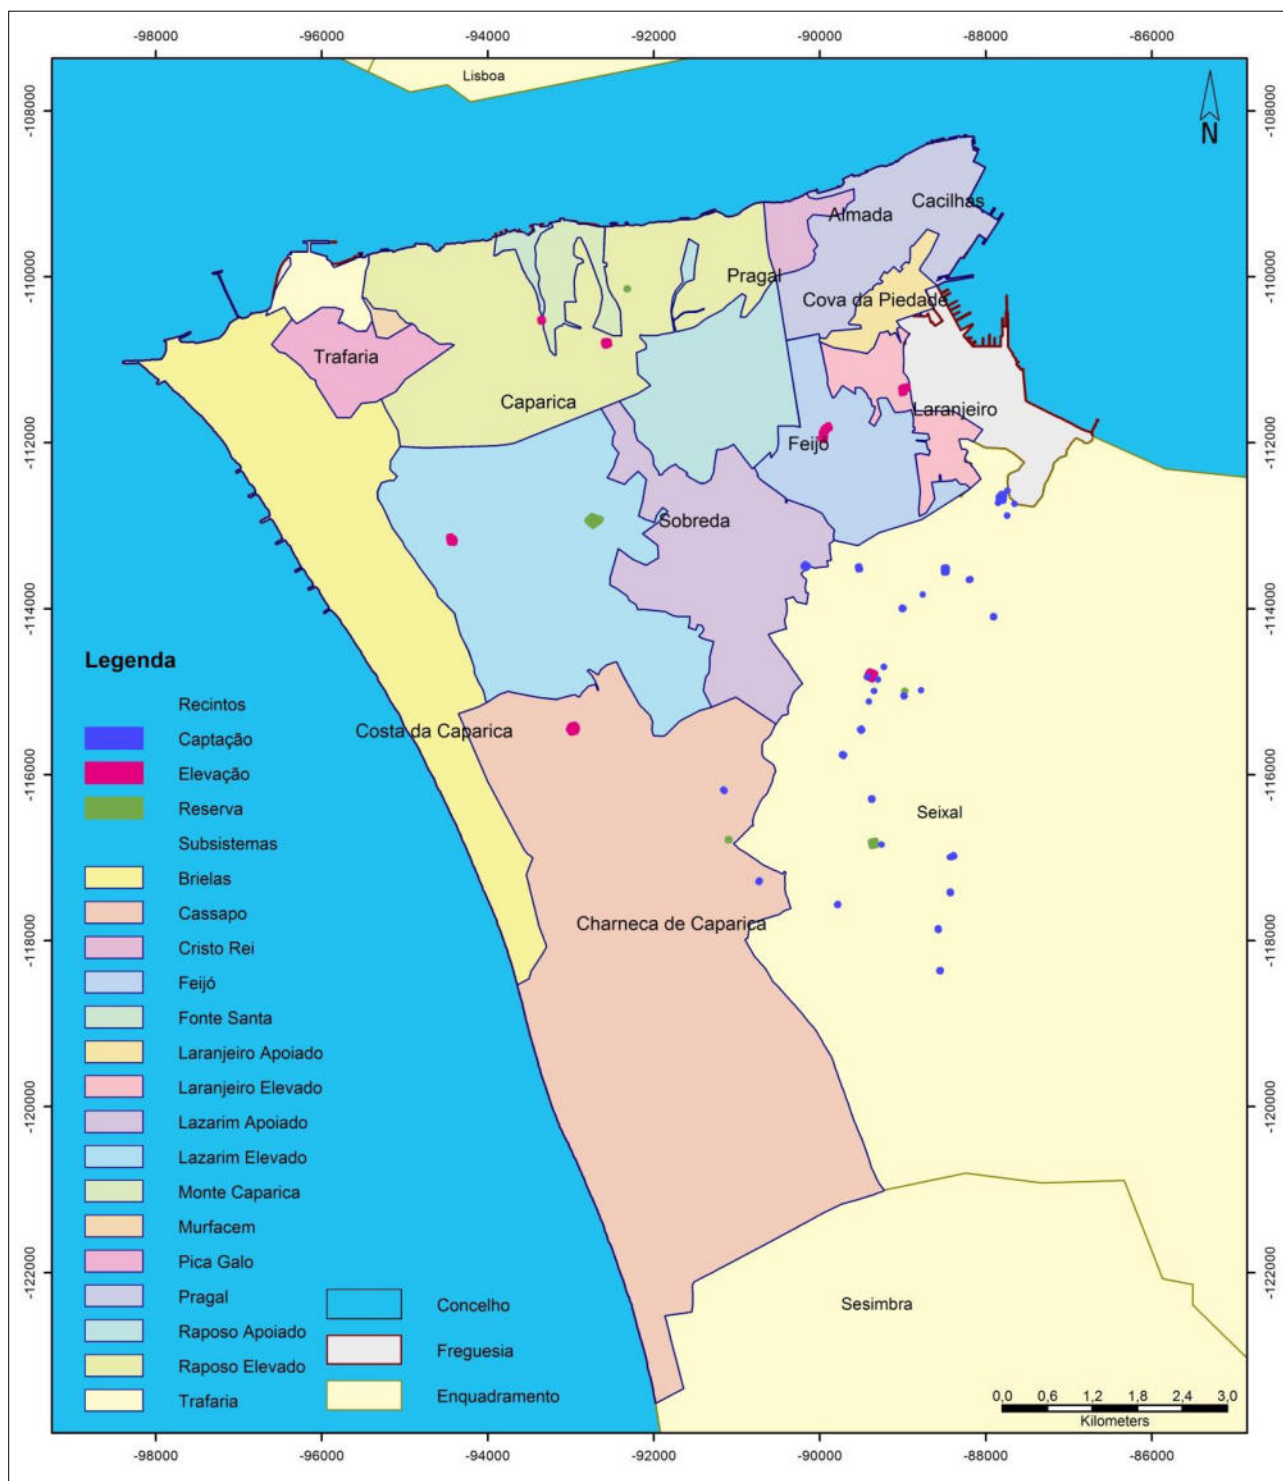 -98000 -96000 -94000 -92000 -90000 -88000 -86000
Lisboa
-108000 -108000
N
Cacilhas
Almada
-110000 -110000
Pragal
Cova da Piedade
Trafaria
Caparica
Laranjeiro
-112000 -112000
Feijó
Sobreda
-114000 -114000
Legenda
Recintos
Captação
Elevação
Reserva
Subsistemas
Brielas
Cassapo
Cristo Rei
Feijó
Fonte Santa
Laranjeiro Apoiado
Laranjeiro Elevado
Lazarim Apoiado
Lazarim Elevado
Monte Caparica
Murfacem
Pica Galo
Pragal
Raposo Apoiado
Raposo Elevado
Trafaria
Concelho
Freguesia
Enquadramento
Costa da Caparica
-116000 -116000
Seixal
Charneca de Caparica
-118000 -118000
-120000 -120000
-122000 -122000
Sesimbra
0,0 0,6 1,2 1,8 2,4 3,0
Kilometers
-98000 -96000 -94000 -92000 -90000 -88000 -86000